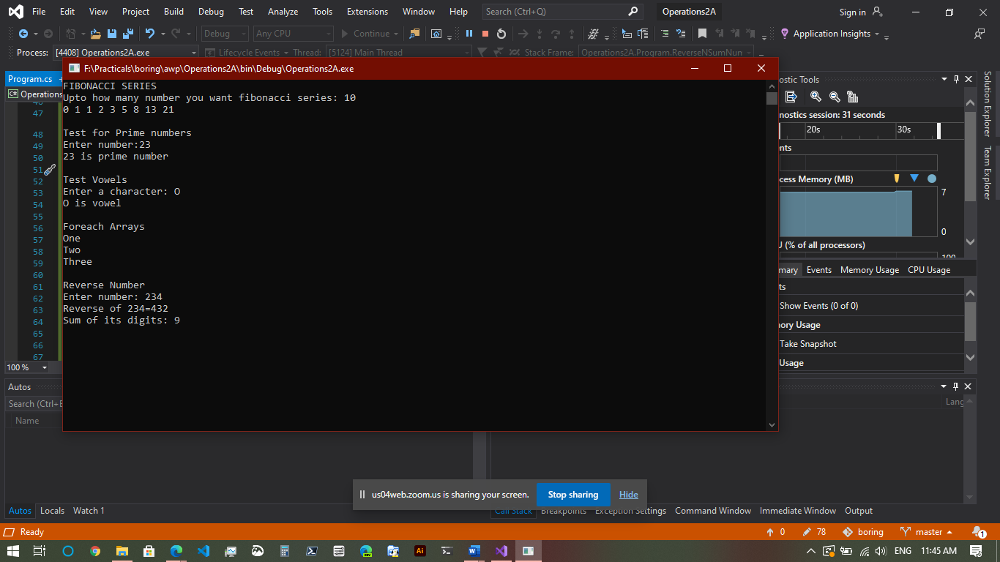 File Edit View Project Build Debug Test Analyze Tools Extensions Window Help Search (Ctrl+Q) Operations2A Sign in
Debug Any CPU Continue Application Insights
Process: [4408] Operations2A.exe Lifecycle Events Thread: [5124] Main Thread Stack Frame: Operations2A.Program.ReverseNSumNun
F:\Practicals\boring\awp\Operations2A\bin\Debug\Operations2A.exe
Program.cs
C# Operations
FIBONACCI SERIES
Upto how many number you want fibonacci series: 10
0 1 1 2 3 5 8 13 21
Test for Prime numbers
Enter number:23
23 is prime number
Test Vowels
Enter a character: O
O is vowel
Foreach Arrays
One
Two
Three
Reverse Number
Enter number: 234
Reverse of 234=432
Sum of its digits: 9
47
48
49
50
51
52
53
54
55
56
57
58
59
60
61
62
63
64
65
66
67
100 %
ostic Tools
nostics session: 31 seconds
20s 30s
nts
cess Memory (MB)
7
0
(% of all processors)
100
mary Events Memory Usage CPU Usage
ts
Show Events (0 of 0)
ory Usage
Take Snapshot
Usage
Solution Explorer
Team Explorer
Autos
Search (Ctrl+E
Name
Lang
us04web.zoom.us is sharing your screen. Stop sharing Hide
Autos Locals Watch 1
Call Stack Breakpoints Exception Settings Command Window Immediate Window Output
Ready 0 78 boring master 1
Ai DEV W ENG 11:45 AM